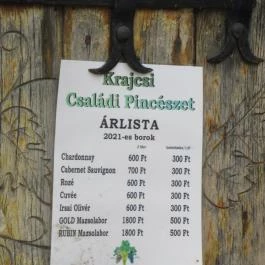 Krajcsi
Családi Pincészet
ÁRLISTA
2021-es borok
Chardonnay 600 Ft 300 Ft
Cabernet Sauvignon 700 Ft 300 Ft
Rozé 600 Ft 300 Ft
Cuvée 600 Ft 300 Ft
Irsai Olivér 600 Ft 300 Ft
GOLD Mazsolabor 1800 Ft 500 Ft
RUBIN Mazsolabor 1800 Ft 500 Ft